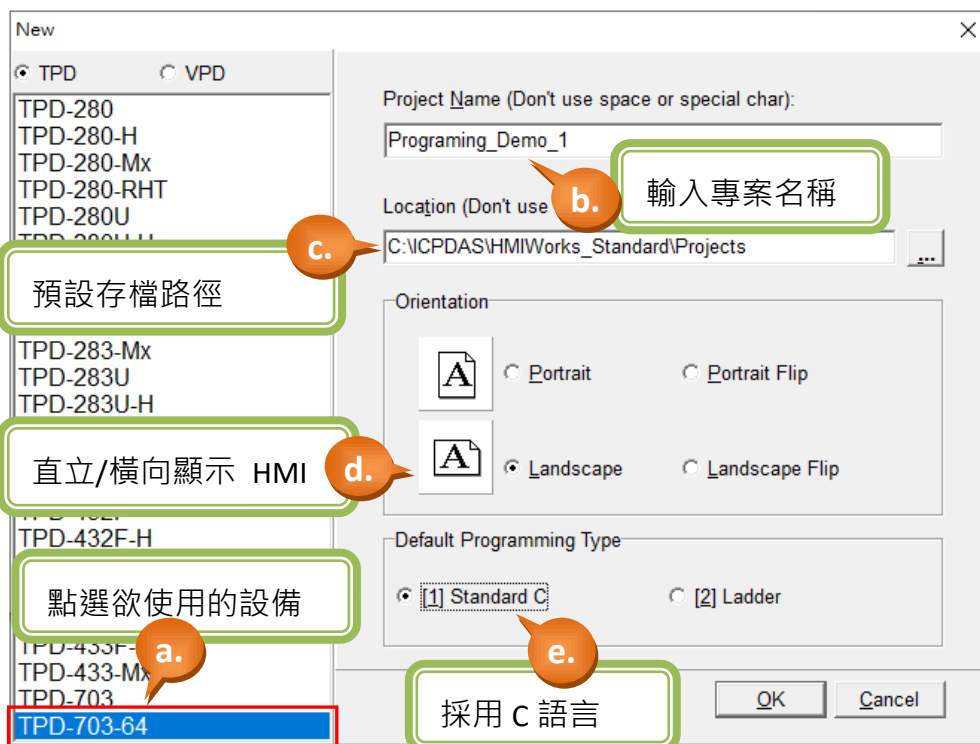 New
TPD
VPD
TPD-280
TPD-280-H
TPD-280-Mx
TPD-280-RHT
TPD-280U
預設存檔路徑
TPD-283-Mx
TPD-283U
TPD-283U-H
直立/橫向顯示 HMI
TPD-432F-H
點選欲使用的設備
a.
TPD-433-Mx
TPD-703
TPD-703-64
Project Name (Don't use space or special char):
Programing_Demo_1
b.
輸入專案名稱
Location (Don't use
c.
C:\ICPDAS\HMIWorks_Standard\Projects
...
Orientation
A
Portrait
Portrait Flip
d.
A
Landscape
Landscape Flip
Default Programming Type
[1] Standard C
[2] Ladder
e.
採用 C 語言
OK
Cancel